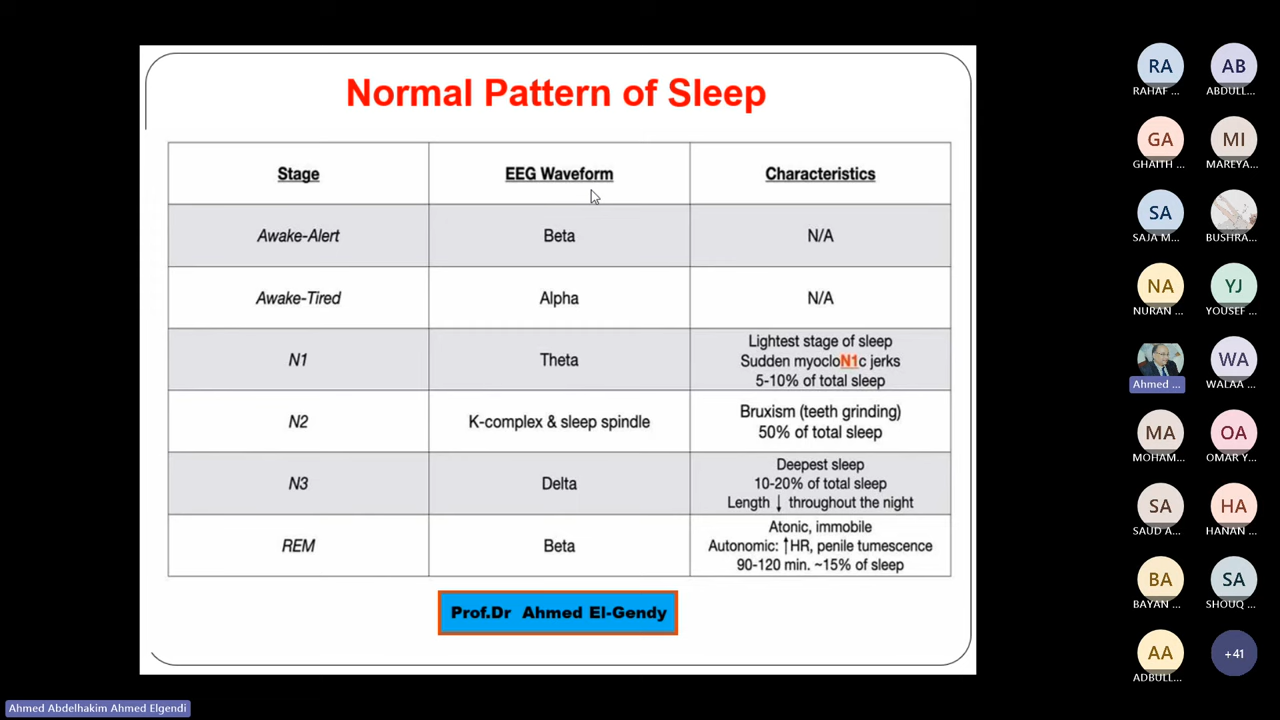 Normal Pattern of Sleep
Stage
EEG Waveform
Characteristics
Awake-Alert
Beta
N/A
Awake-Tired
Alpha
N/A
N1
Theta
Lightest stage of sleep
Sudden myocloN1c jerks
5-10% of total sleep
N2
K-complex & sleep spindle
Bruxism (teeth grinding)
50% of total sleep
N3
Delta
Deepest sleep
10-20% of total sleep
Length ↓ throughout the night
REM
Beta
Atonic, immobile
Autonomic: ↑HR, penile tumescence
90-120 min. ~15% of sleep
Prof.Dr Ahmed El-Gendy
Ahmed Abdelhakim Ahmed Elgendi
RA
RAHAF ...
AB
ABDULL...
GA
GHAITH ...
MI
MAREYA...
SA
SAJA M...
BUSHRA...
NA
NURAN ...
YJ
YOUSEF ...
Ahmed ...
WA
WALAA ...
MA
MOHAM...
OA
OMAR Y...
SA
SAUD A...
HA
HANAN ...
BA
BAYAN ...
SA
SHOUQ ...
AA
ADBULL...
+41